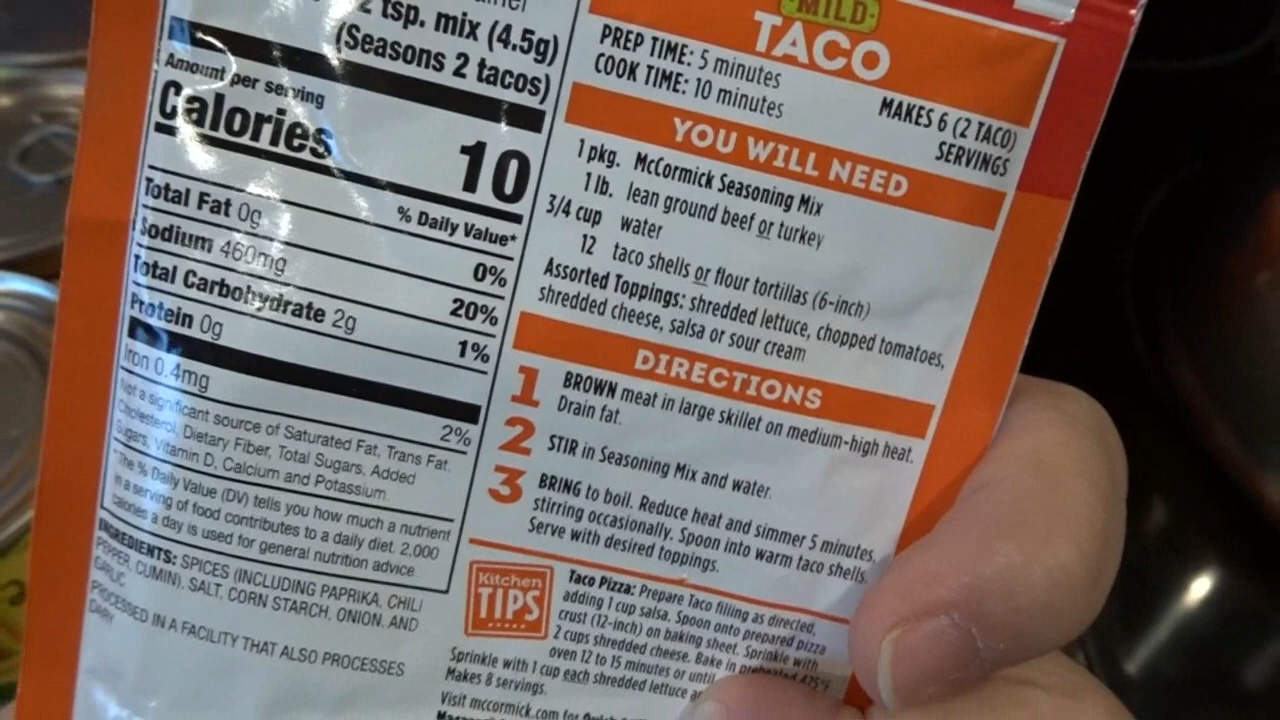 2 tsp. mix (4.5g)
(Seasons 2 tacos)
Amount per serving
Calories 10
% Daily Value*
Total Fat 0g 0%
Sodium 460mg 20%
Total Carbohydrate 2g 1%
Protein 0g
Iron 0.4mg 2%
Not a significant source of Saturated Fat, Trans Fat,
Cholesterol, Dietary Fiber, Total Sugars, Added
Sugars, Vitamin D, Calcium and Potassium.
*The % Daily Value (DV) tells you how much a nutrient
in a serving of food contributes to a daily diet. 2,000
calories a day is used for general nutrition advice.
INGREDIENTS: SPICES (INCLUDING PAPRIKA, CHILI
PEPPER, CUMIN), SALT, CORN STARCH, ONION, AND
GARLIC.
PROCESSED IN A FACILITY THAT ALSO PROCESSES
DAIRY
MILD
TACO
PREP TIME: 5 minutes
COOK TIME: 10 minutes
MAKES 6 (2 TACO)
SERVINGS
YOU WILL NEED
1 pkg. McCormick Seasoning Mix
1 lb. lean ground beef or turkey
3/4 cup water
12 taco shells or flour tortillas (6-inch)
Assorted Toppings: shredded lettuce, chopped tomatoes,
shredded cheese, salsa or sour cream
DIRECTIONS
1 BROWN meat in large skillet on medium-high heat.
Drain fat.
2 STIR in Seasoning Mix and water.
3 BRING to boil. Reduce heat and simmer 5 minutes,
stirring occasionally. Spoon into warm taco shells.
Serve with desired toppings.
Kitchen
TIPS
Taco Pizza: Prepare Taco filling as directed,
adding 1 cup salsa. Spoon onto prepared pizza
crust (12-inch) on baking sheet. Sprinkle with
2 cups shredded cheese. Bake in preheated 425°F
oven 12 to 15 minutes or until
Sprinkle with 1 cup each shredded lettuce
Makes 8 servings.
Visit mccormick.com for